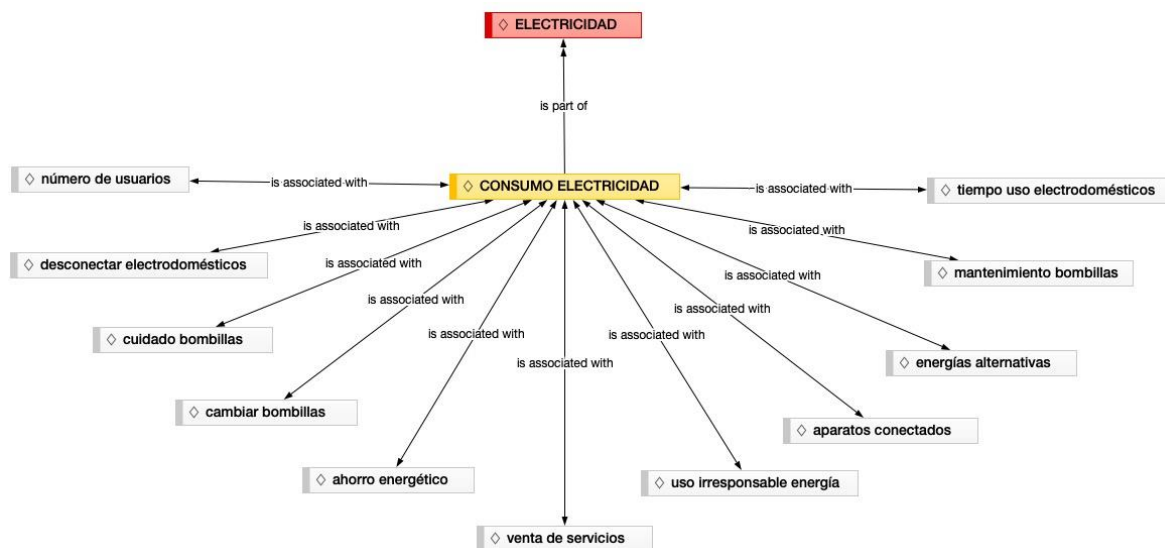 ◇ ELECTRICIDAD
is part of
◇ número de usuarios
is associated with
◇ CONSUMO ELECTRICIDAD
is associated with
◇ tiempo uso electrodomésticos
is associated with
is associated with
◇ desconectar electrodomésticos
is associated with
is associated with
◇ mantenimiento bombillas
is associated with
is associated with
◇ cuidado bombillas
is associated with
is associated with
is associated with
◇ energías alternativas
◇ cambiar bombillas
◇ aparatos conectados
◇ ahorro energético
◇ uso irresponsable energía
◇ venta de servicios